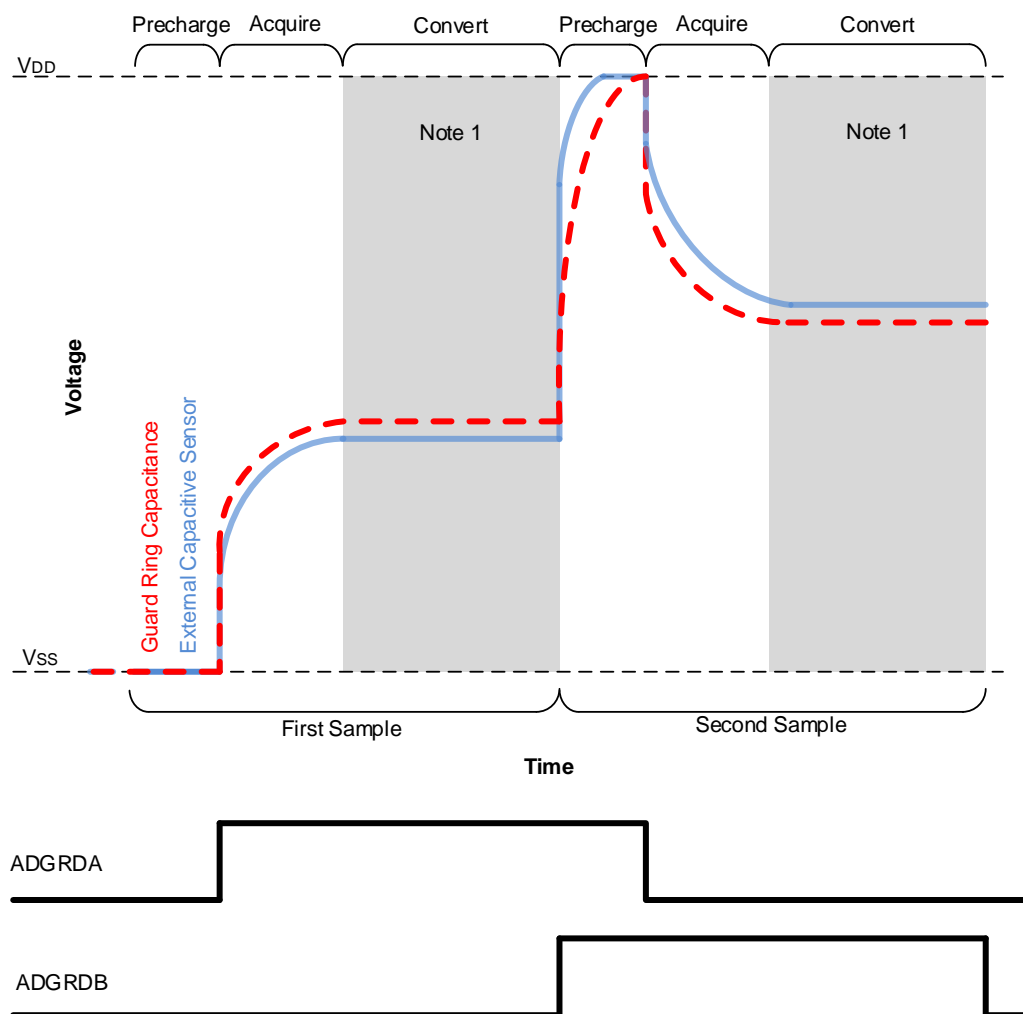 Precharge Acquire Convert Precharge Acquire Convert
VDD
Note 1 Note 1
Voltage
Guard Ring Capacitance
External Capacitive Sensor
VSS
First Sample Second Sample
Time
ADGRDA
ADGRDB